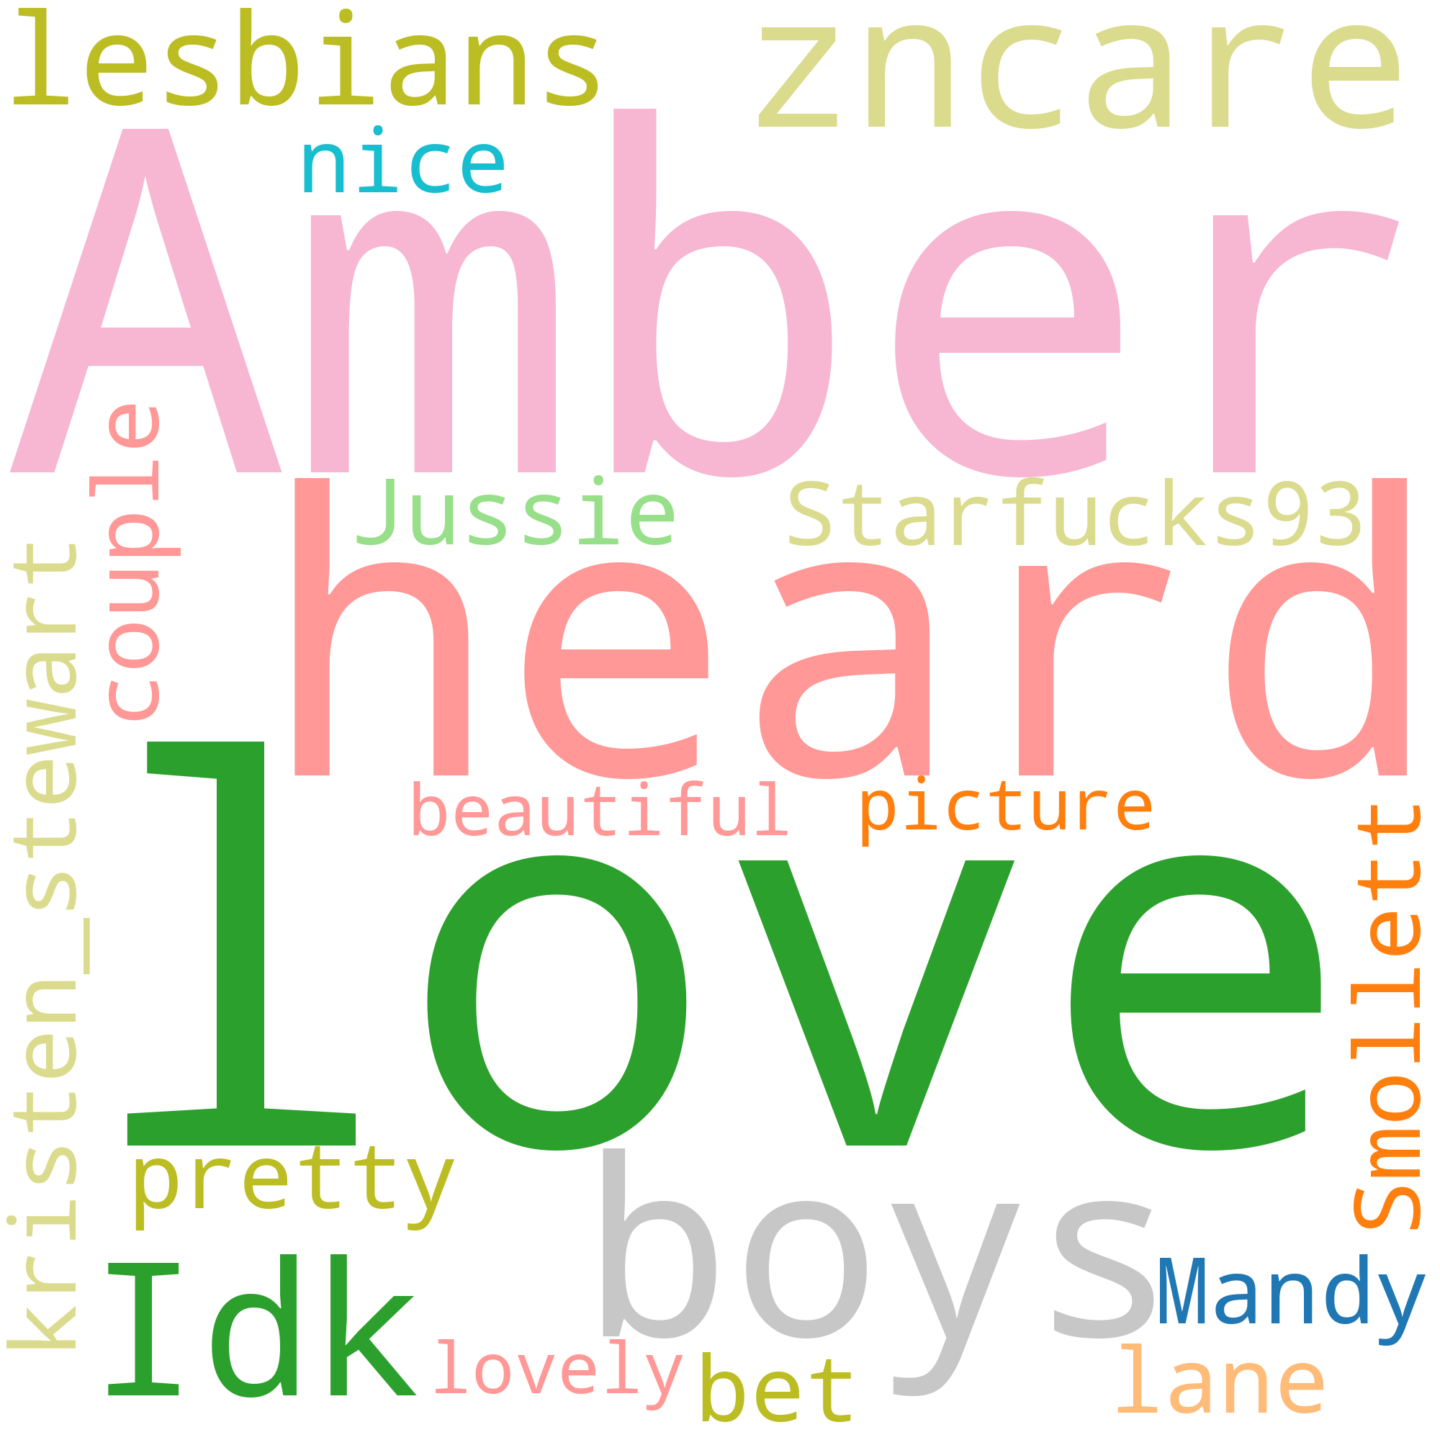 lesbians
zncare
nice
Amber
couple
Jussie
Starfucks93
heard
kristen_stewart
beautiful
picture
love
Smollett
pretty
boys
Idk
Mandy
lovely
bet
lane